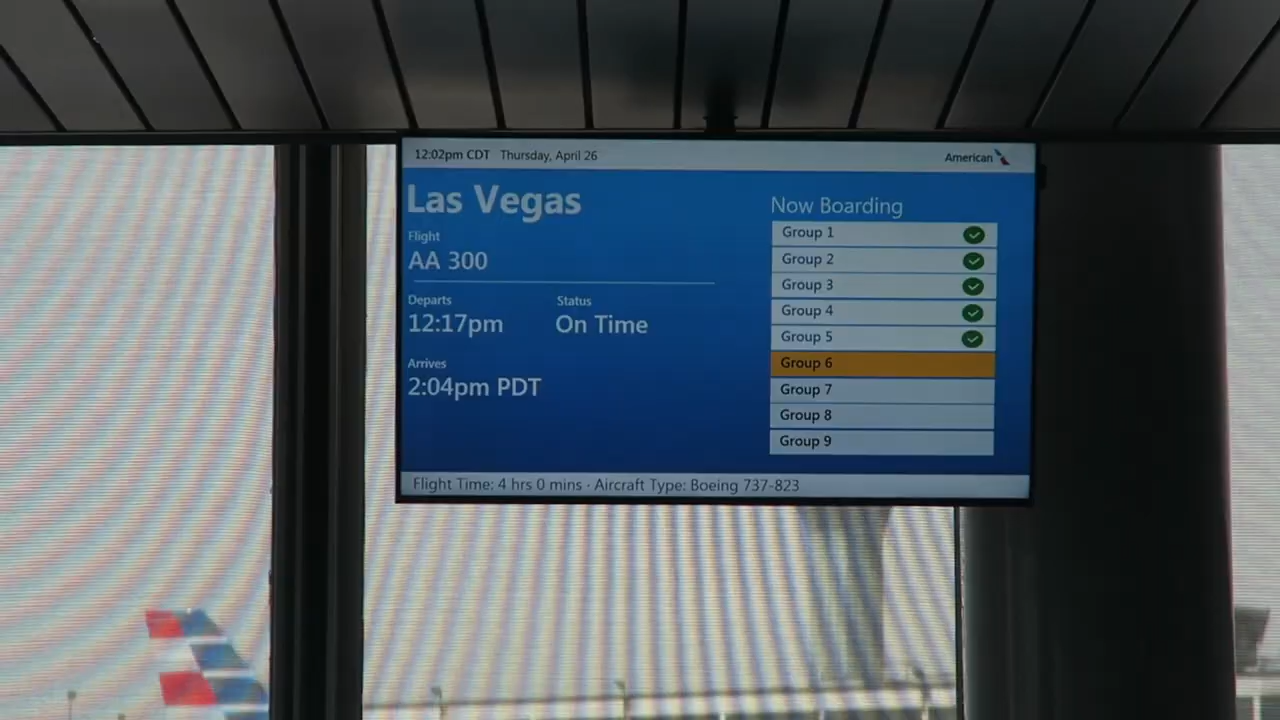 12:02pm CDT Thursday, April 26
American
Las Vegas
Flight
AA 300
Departs
Status
12:17pm
On Time
Arrives
2:04pm PDT
Now Boarding
Group 1
Group 2
Group 3
Group 4
Group 5
Group 6
Group 7
Group 8
Group 9
Flight Time: 4 hrs 0 mins · Aircraft Type: Boeing 737-823